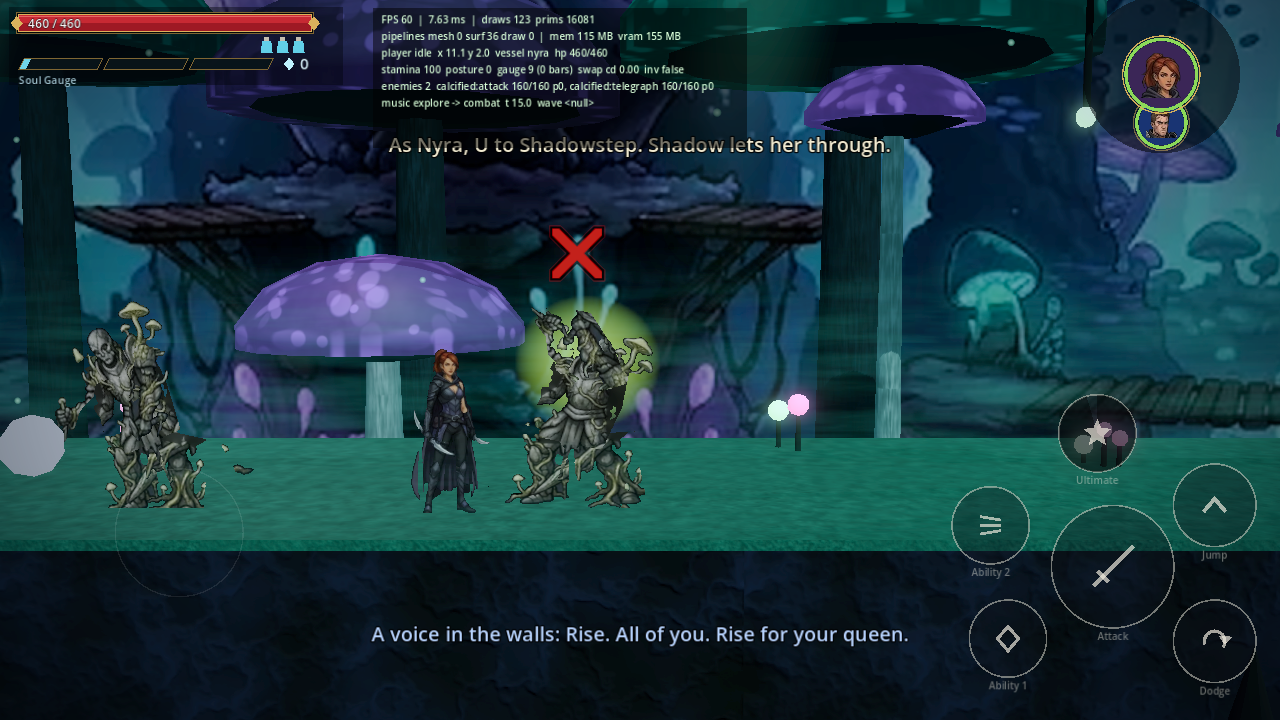 460 / 460
Soul Gauge
0
FPS 60 | 7.63 ms | draws 123 prims 16081
pipelines mesh 0 surf 36 draw 0 | mem 115 MB vram 155 MB
player idle x 11.1 y 2.0 vessel nyra hp 460/460
stamina 100 posture 0 gauge 9 (0 bars) swap cd 0.00 inv false
enemies 2 calcified:attack 160/160 p0, calcified:telegraph 160/160 p0
music explore -> combat t 15.0 wave <null>
As Nyra, U to Shadowstep. Shadow lets her through.
Ultimate
Jump
Ability 2
Attack
Ability 1
Dodge
A voice in the walls: Rise. All of you. Rise for your queen.